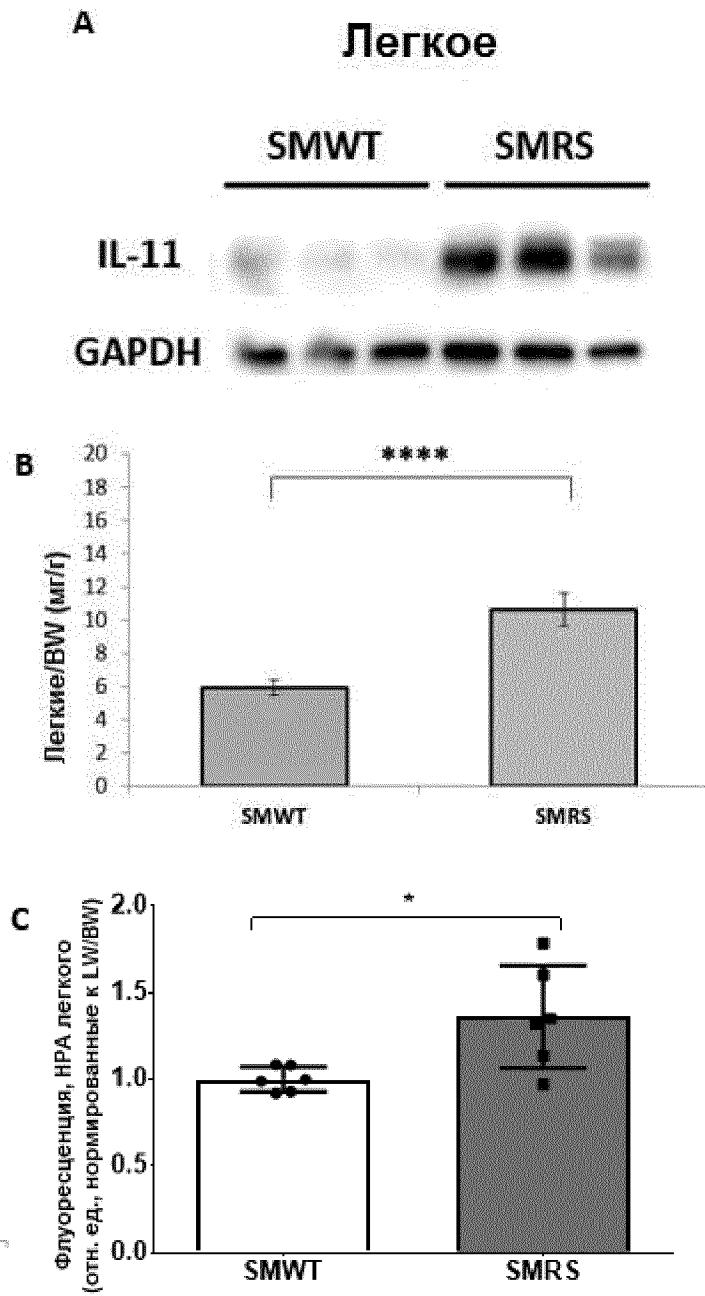 A
Легкое
SMWT SMRS
IL-11
GAPDH
B
Легкие/BW (мг/г)
20
18
16
14
12
10
8
6
4
2
0
****
SMWT SMRS
C
Флуоресценция, HPA легкого
(отн. ед., нормированные к LW/BW)
2.0
1.5
1.0
0.5
0.0
*
SMWT SMRS